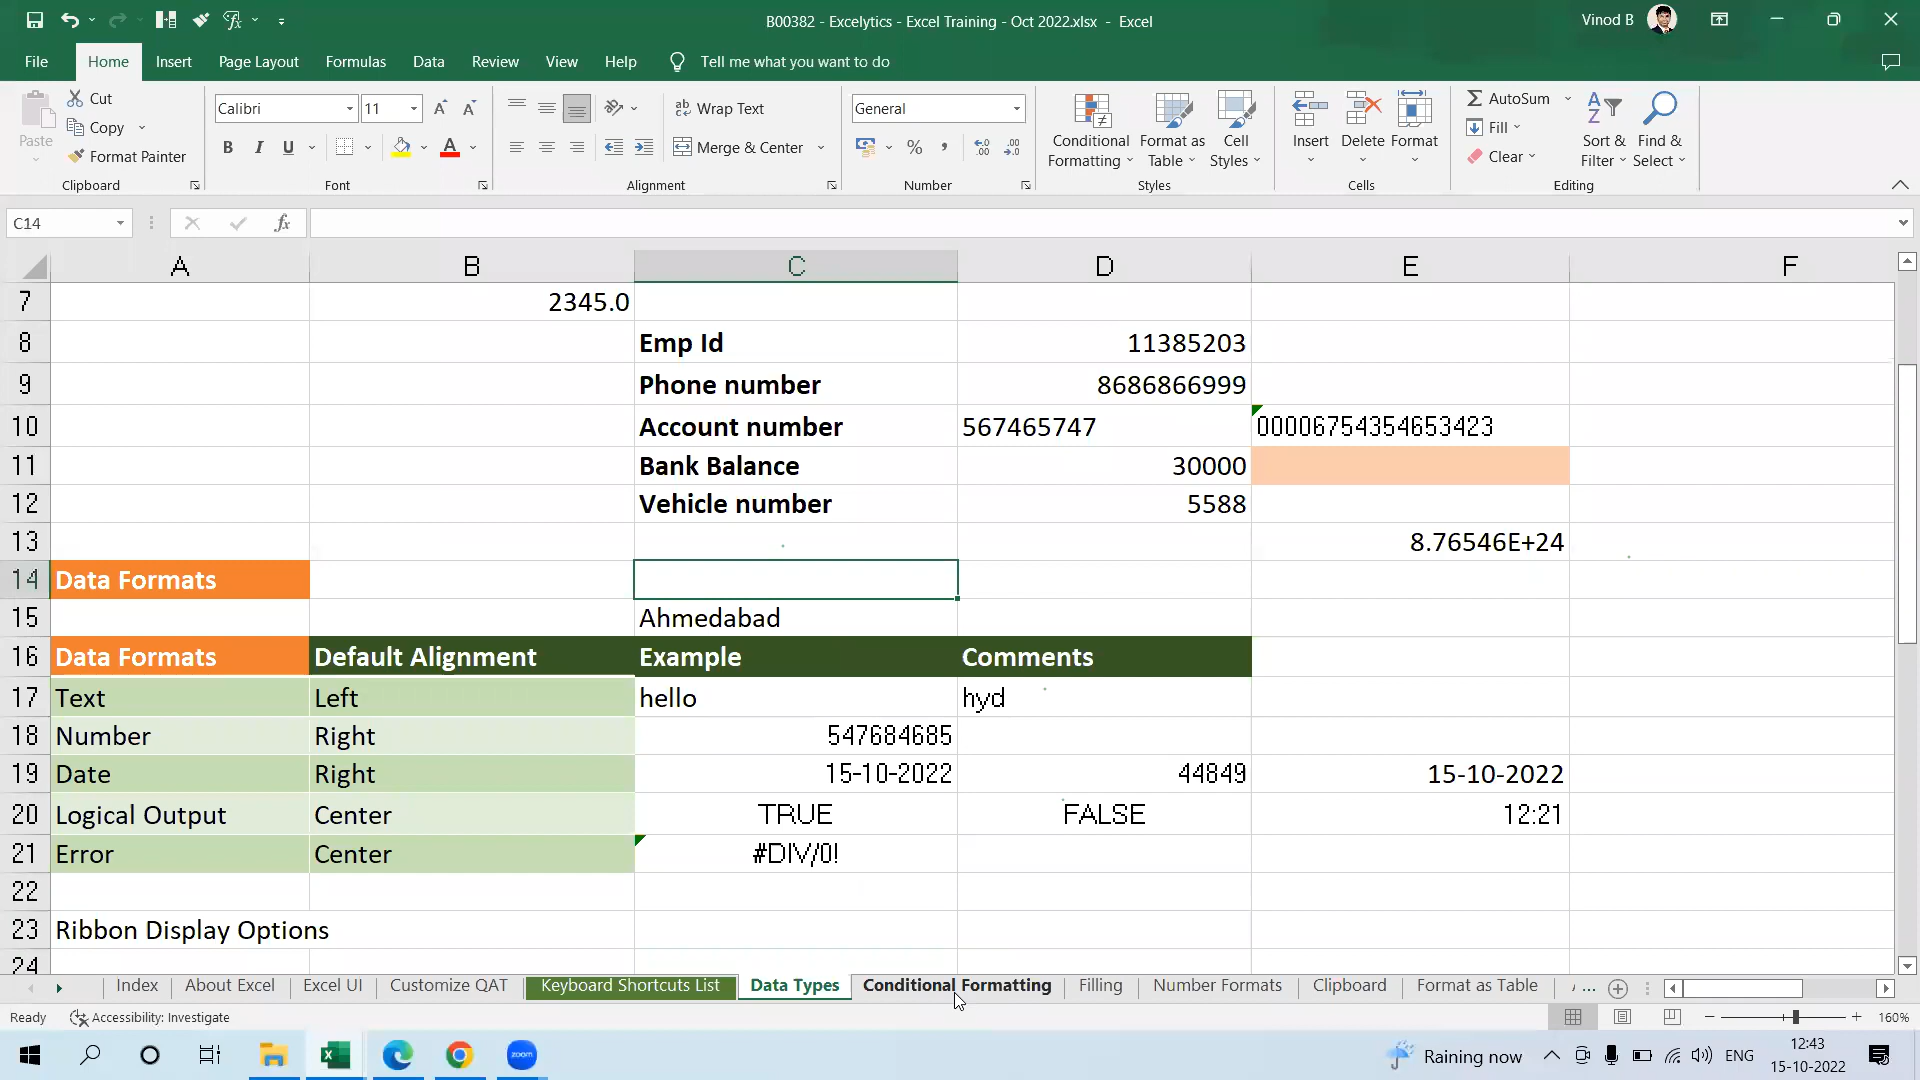 B00382 - Excelytics - Excel Training - Oct 2022.xlsx - Excel
Vinod B
File Home Insert Page Layout Formulas Data Review View Help Tell me what you want to do
Paste
Cut
Copy
Format Painter
Clipboard
Calibri 11
B I U
Font
Wrap Text
Merge & Center
Alignment
General
Number
Conditional Formatting
Format as Table
Cell Styles
Styles
Insert Delete Format
Cells
AutoSum
Fill
Clear
Sort & Filter
Find & Select
Editing
C14 fx
A B C D E F
7 2345.0
8 Emp Id 11385203
9 Phone number 8686866999
10 Account number 567465747 00006754354653423
11 Bank Balance 30000
12 Vehicle number 5588
13 8.76546E+24
14 Data Formats
15 Ahmedabad
16 Data Formats Default Alignment Example Comments
17 Text Left hello hyd
18 Number Right 547684685
19 Date Right 15-10-2022 44849 15-10-2022
20 Logical Output Center TRUE FALSE 12:21
21 Error Center #DIV/0!
22
23 Ribbon Display Options
24
Index About Excel Excel UI Customize QAT Keyboard Shortcuts List Data Types Conditional Formatting Filling Number Formats Clipboard Format as Table ...
Ready Accessibility: Investigate 160%
zoom Raining now ENG 12:43
15-10-2022